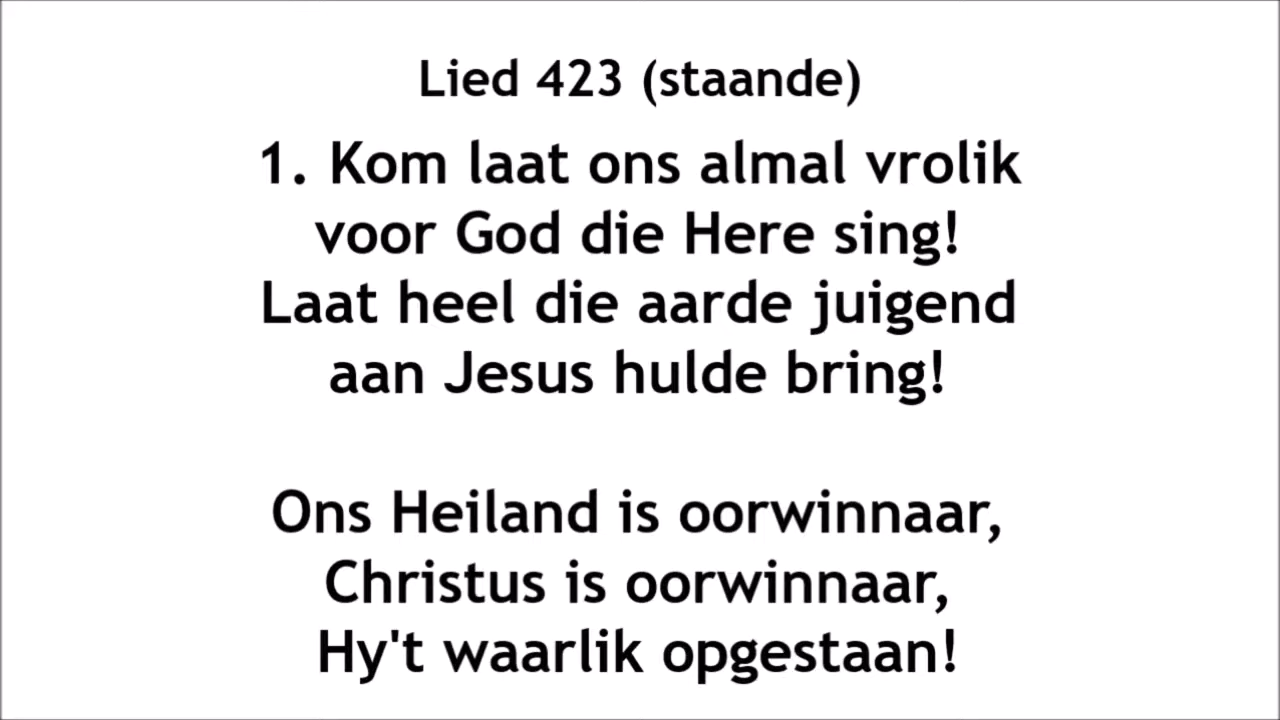 Lied 423 (staande)
1. Kom laat ons almal vrolik
voor God die Here sing!
Laat heel die aarde juigend
aan Jesus hulde bring!
Ons Heiland is oorwinnaar,
Christus is oorwinnaar,
Hy't waarlik opgestaan!